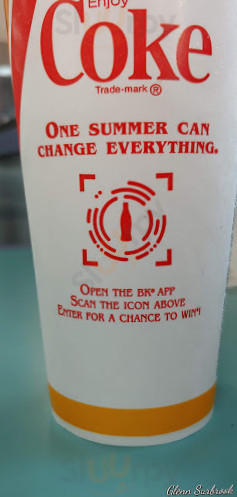 Enjoy
Coke
Trade-mark®
ONE SUMMER CAN
CHANGE EVERYTHING.
OPEN THE BK® APP
SCAN THE ICON ABOVE
ENTER FOR A CHANCE TO WIN*!
Glenn Sarbrook